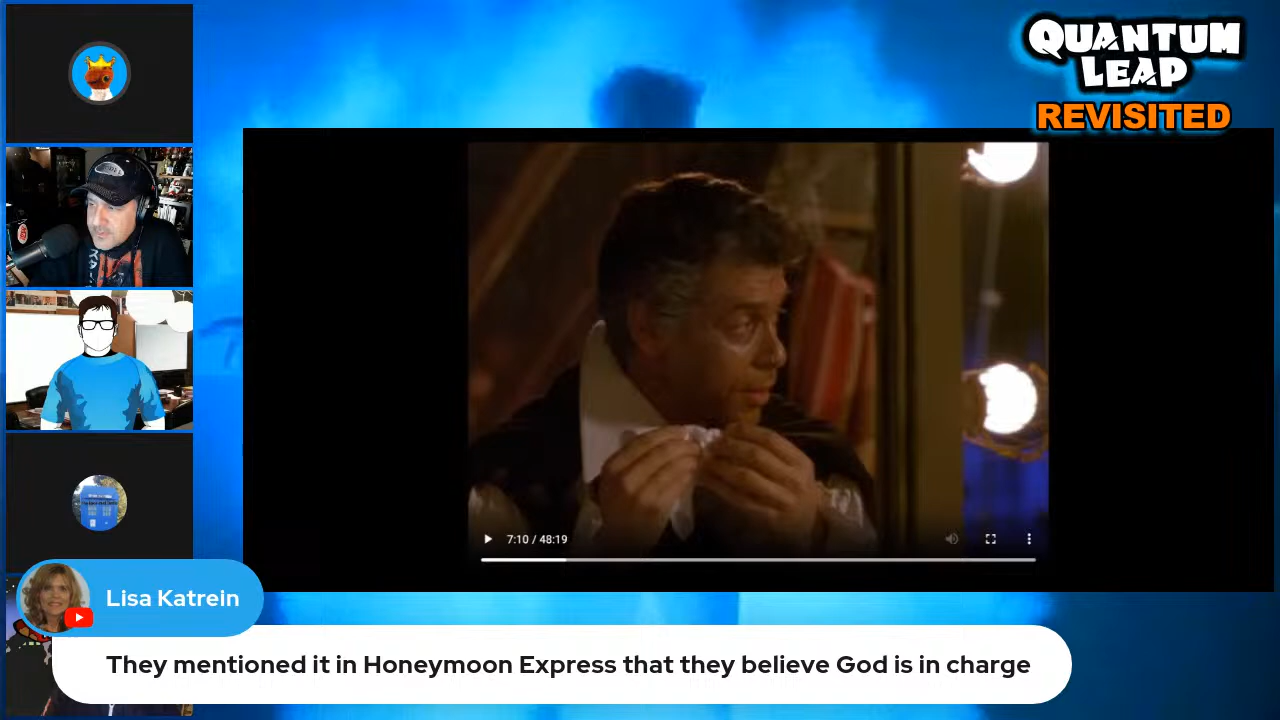 QUANTUM
LEAP
REVISITED
7:10 / 48:19
Lisa Katrein
They mentioned it in Honeymoon Express that they believe God is in charge